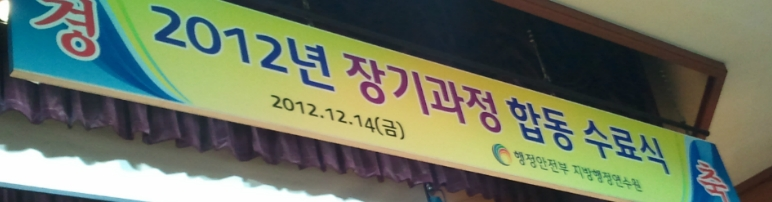 경
2012년 장기과정 합동 수료식
2012.12.14(금)
행정안전부 지방행정연수원
축